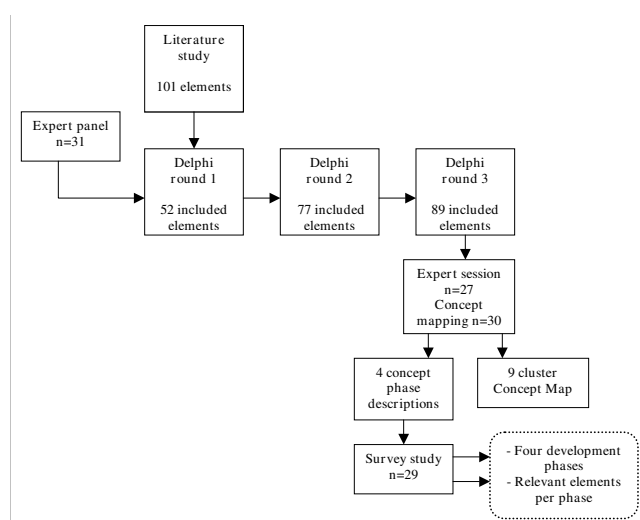 Literature
study
101 elements
Expert panel
n=31
Delphi
round 1
52 included
elements
Delphi
round 2
77 included
elements
Delphi
round 3
89 included
elements
Expert session
n=27
Concept
mapping n=30
4 concept
phase
descriptions
9 cluster
Concept Map
Survey study
n=29
- Four development
phases
- Relevant elements
per phase